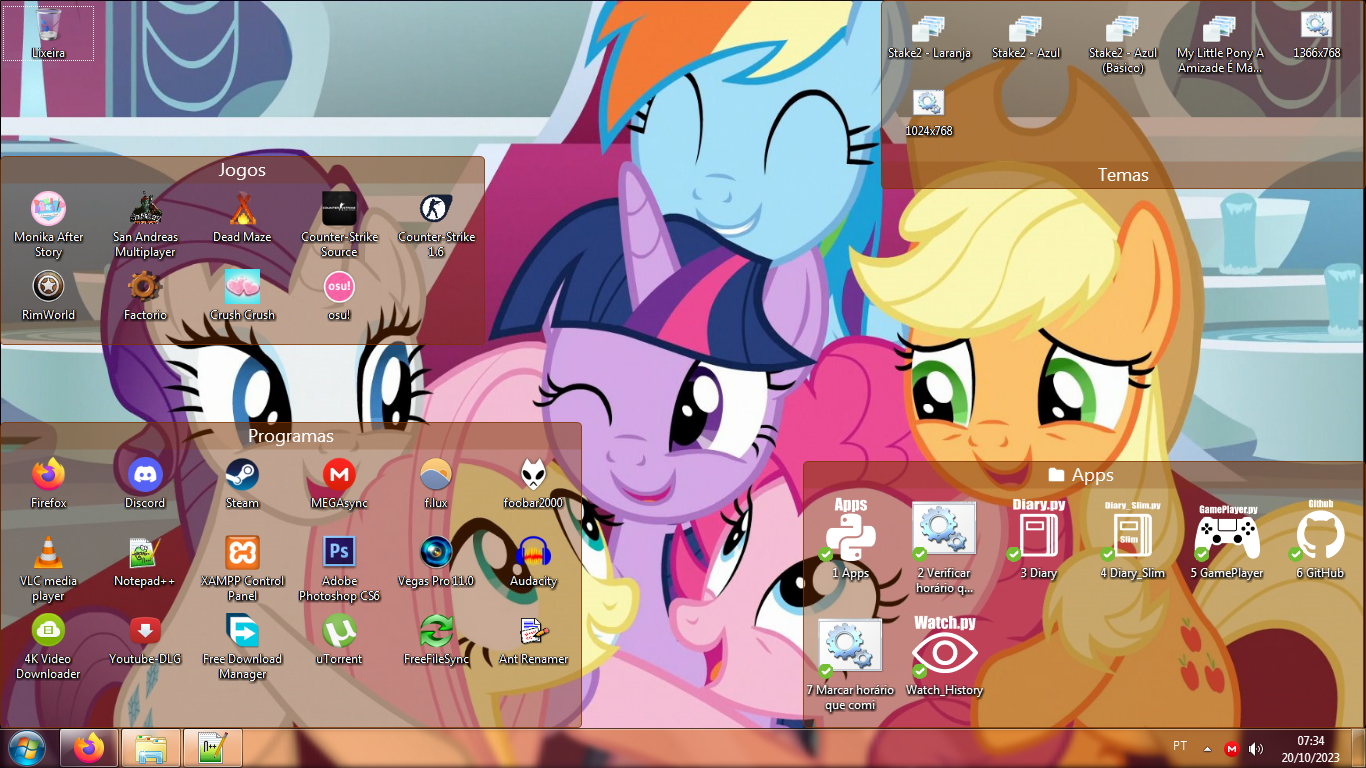 Lixeira
Stake2 - Laranja
Stake2 - Azul
Stake2 - Azul
(Básico)
My Little Pony A
Amizade É Má...
1366x768
1024x768
Temas
Jogos
Monika After
Story
San Andreas
Multiplayer
Dead Maze
Counter-Strike
Source
Counter-Strike
1.6
RimWorld
Factorio
Crush Crush
osu!
osu!
Programas
Firefox
Discord
Steam
MEGAsync
f.lux
foobar2000
VLC media
player
Notepad++
XAMPP Control
Panel
Ps
Adobe
Photoshop CS6
Vegas Pro 11.0
Audacity
4K Video
Downloader
Youtube-DLG
Free Download
Manager
uTorrent
FreeFileSync
Ant Renamer
Apps
Apps
1 Apps
2 Verificar
horário q...
Diary.py
3 Diary
Diary_Slim.py
Slim
4 Diary_Slim
GamePlayer.py
5 GamePlayer
Github
6 GitHub
7 Marcar horário
que comi
Watch.py
Watch_History
PT
07:34
20/10/2023